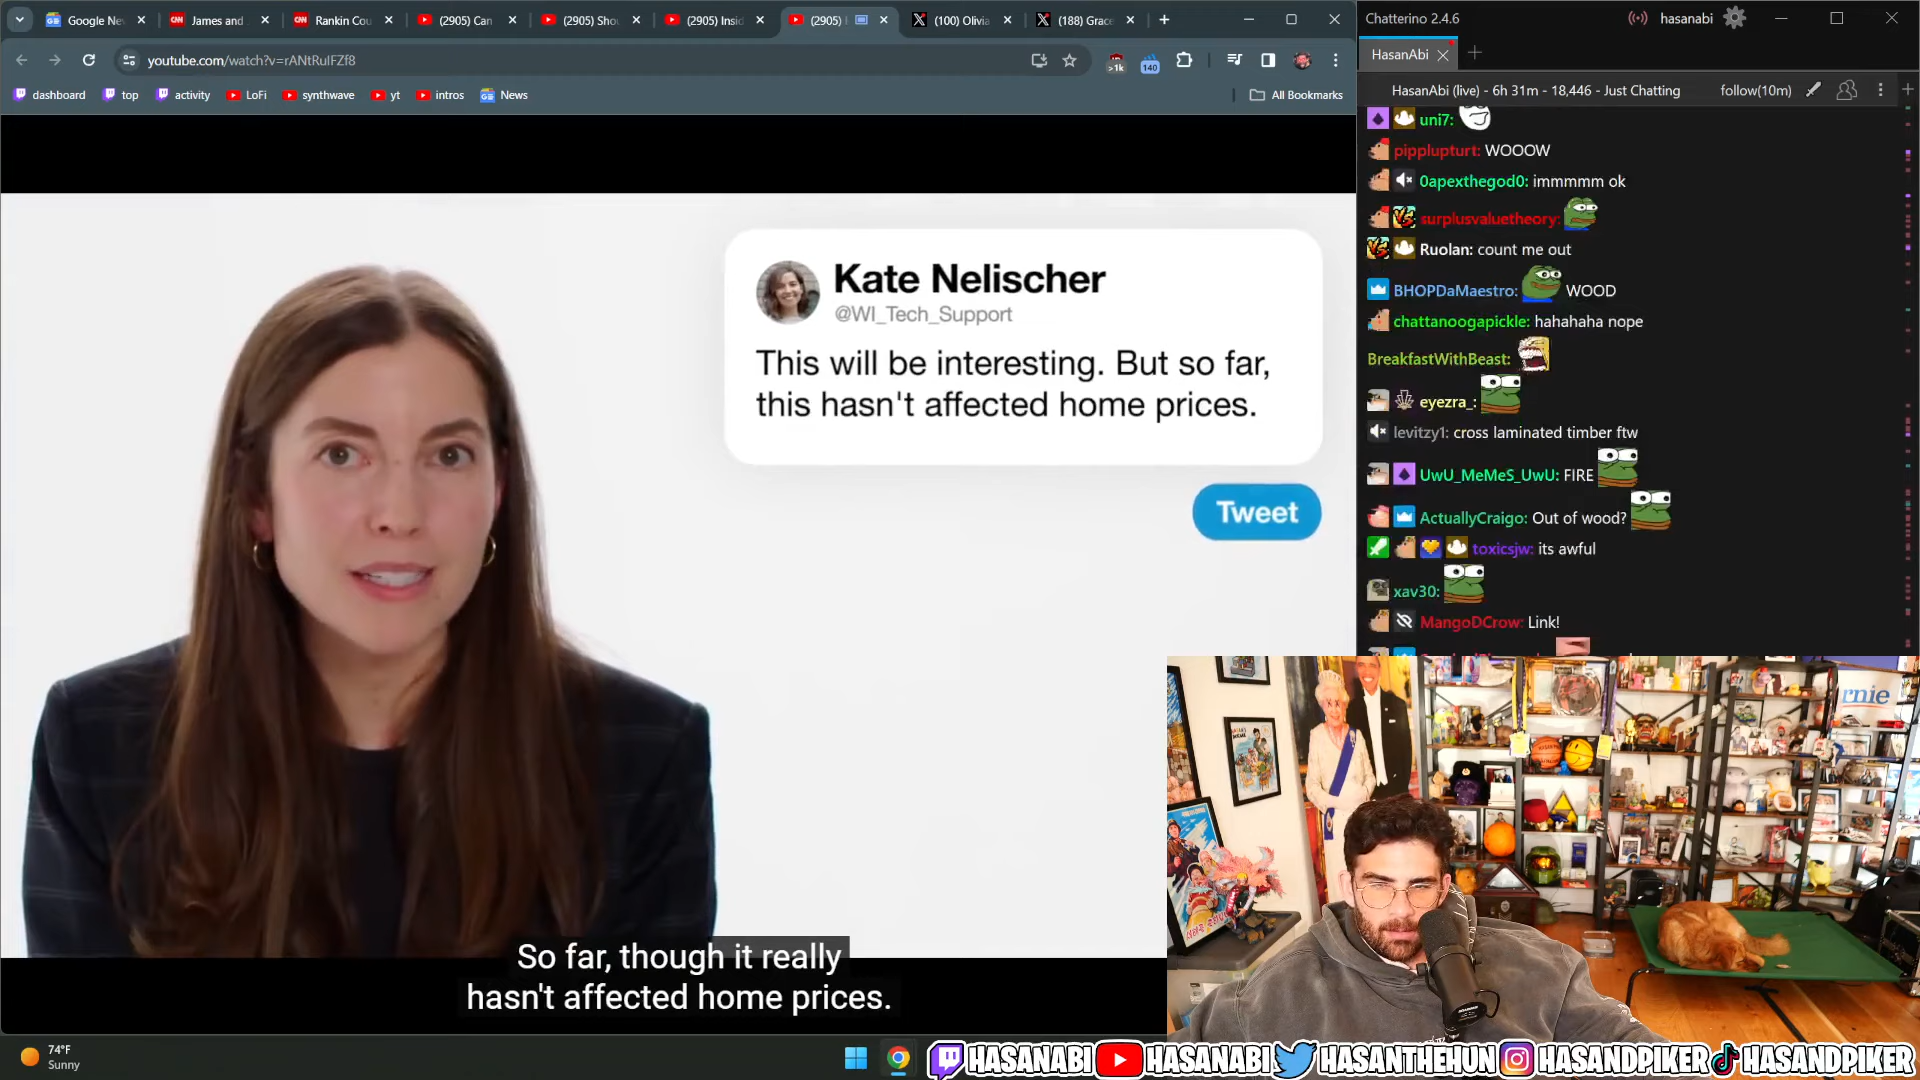 Google Ne
James and
Rankin Cou
(2905) Can
(2905) Sho
(2905) Insid
(2905)
(100) Olivia
(188) Grace
youtube.com/watch?v=rANtRuIFZf8
>1k
140
dashboard
top
activity
LoFi
synthwave
yt
intros
News
All Bookmarks
Kate Nelischer
@WI_Tech_Support
This will be interesting. But so far,
this hasn't affected home prices.
Tweet
So far, though it really
hasn't affected home prices.
Chatterino 2.4.6
hasanabi
HasanAbi
HasanAbi (live) - 6h 31m - 18,446 - Just Chatting
follow(10m)
uni7:
pipplupturt: WOOOW
0apexthegod0: immmmm ok
surplusvaluetheory:
Ruolan: count me out
BHOPDaMaestro: WOOD
chattanoogapickle: hahahaha nope
BreakfastWithBeast:
eyezra_:
levitzy1: cross laminated timber ftw
UwU_MeMeS_UwU: FIRE
ActuallyCraigo: Out of wood?
toxicsjw: its awful
xav30:
MangoDCrow: Link!
rnie
74°F
Sunny
HASANABI
HASANABI
HASANTHEHUN
HASANDPIKER
HASANDPIKER